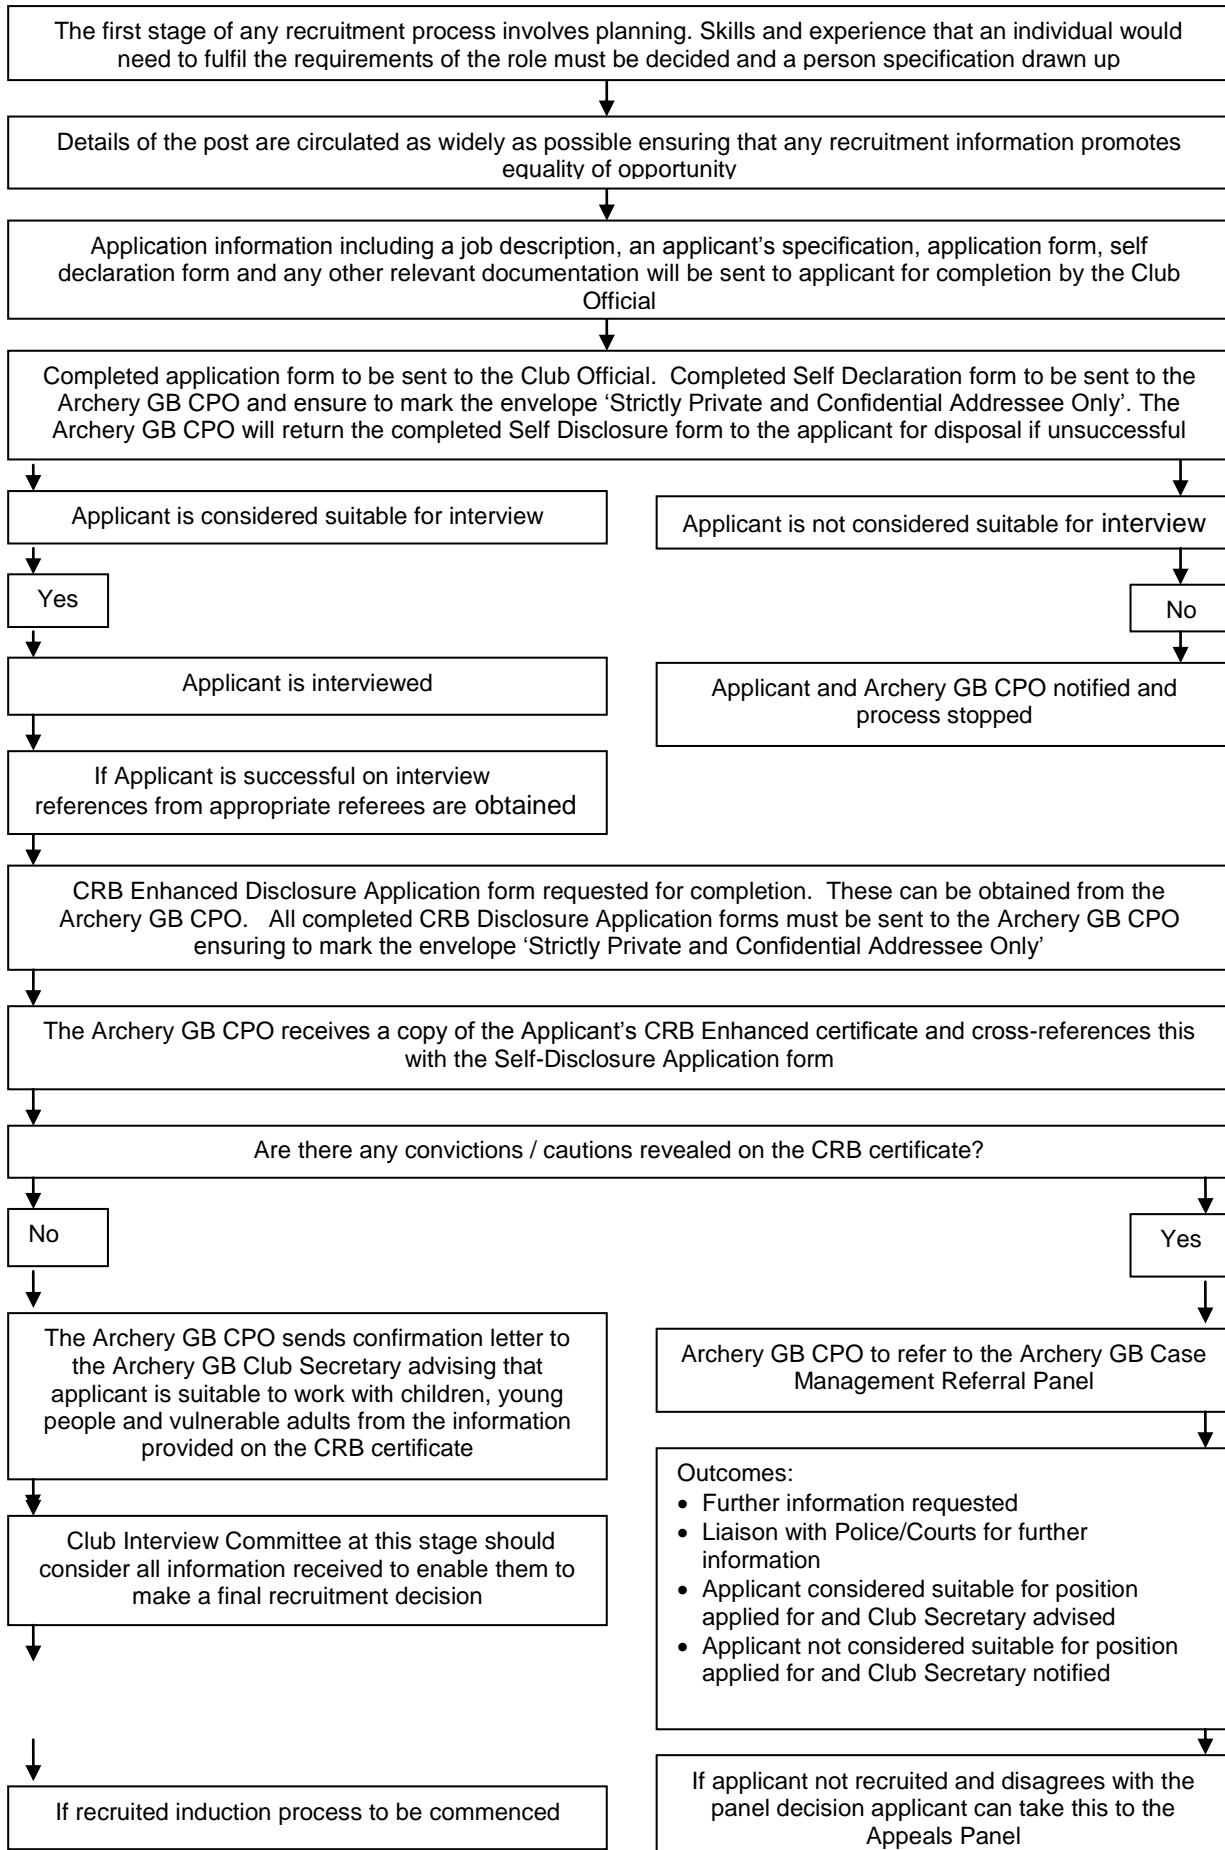 The first stage of any recruitment process involves planning. Skills and experience that an individual would
need to fulfil the requirements of the role must be decided and a person specification drawn up
Details of the post are circulated as widely as possible ensuring that any recruitment information promotes
equality of opportunity
Application information including a job description, an applicant's specification, application form, self
declaration form and any other relevant documentation will be sent to applicant for completion by the Club
Official
Completed application form to be sent to the Club Official.  Completed Self Declaration form to be sent to the
Archery GB CPO and ensure to mark the envelope 'Strictly Private and Confidential Addressee Only'. The
Archery GB CPO will return the completed Self Disclosure form to the applicant for disposal if unsuccessful
Applicant is considered suitable for interview
Applicant is not considered suitable for interview
Yes
No
Applicant is interviewed
Applicant and Archery GB CPO notified and
process stopped
If Applicant is successful on interview
references from appropriate referees are obtained
CRB Enhanced Disclosure Application form requested for completion.  These can be obtained from the
Archery GB CPO.   All completed CRB Disclosure Application forms must be sent to the Archery GB CPO
ensuring to mark the envelope 'Strictly Private and Confidential Addressee Only'
The Archery GB CPO receives a copy of the Applicant's CRB Enhanced certificate and cross-references this
with the Self-Disclosure Application form
Are there any convictions / cautions revealed on the CRB certificate?
No
Yes
The Archery GB CPO sends confirmation letter to
the Archery GB Club Secretary advising that
applicant is suitable to work with children, young
people and vulnerable adults from the information
provided on the CRB certificate
Archery GB CPO to refer to the Archery GB Case
Management Referral Panel
Club Interview Committee at this stage should
consider all information received to enable them to
make a final recruitment decision
Outcomes:
• Further information requested
• Liaison with Police/Courts for further
information
• Applicant considered suitable for position
applied for and Club Secretary advised
• Applicant not considered suitable for position
applied for and Club Secretary notified
If recruited induction process to be commenced
If applicant not recruited and disagrees with the
panel decision applicant can take this to the
Appeals Panel